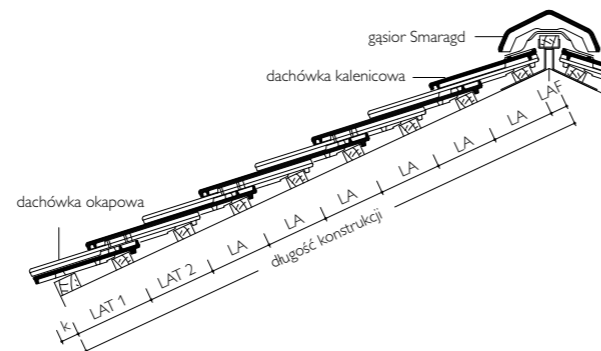 gąsior Smaragd
dachówka kalenicowa
dachówka okapowa
k
LAT 1
LAT 2
LA
LA
LA
LA
LA
LA
LAF
długość konstrukcji